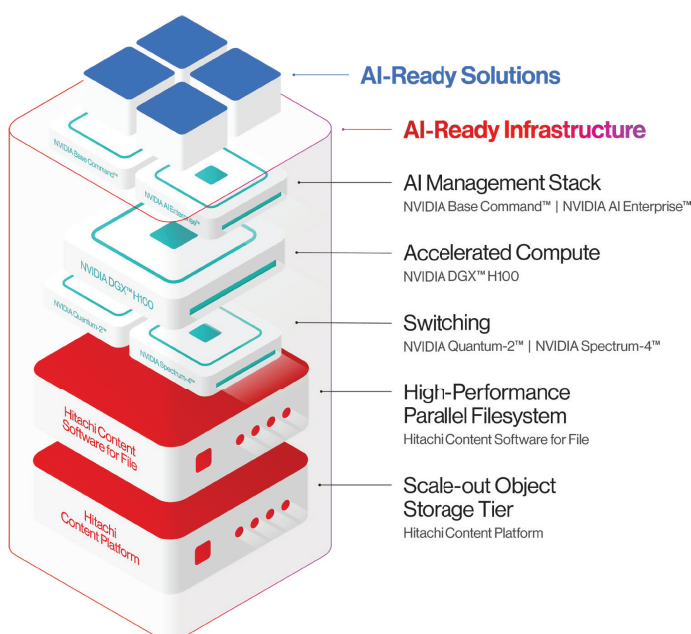 AI-Ready Solutions
AI-Ready Infrastructure
NVIDIA Base Command™
NVIDIA AI Enterprise™
AI Management Stack
NVIDIA Base Command™ | NVIDIA AI Enterprise™
NVIDIA DGX™ H100
Accelerated Compute
NVIDIA DGX™ H100
NVIDIA Quantum-2™
NVIDIA Spectrum-4™
Switching
NVIDIA Quantum-2™ | NVIDIA Spectrum-4™
Hitachi Content
Software for File
High-Performance
Parallel Filesystem
Hitachi Content Software for File
Hitachi
Content Platform
Scale-out Object
Storage Tier
Hitachi Content Platform